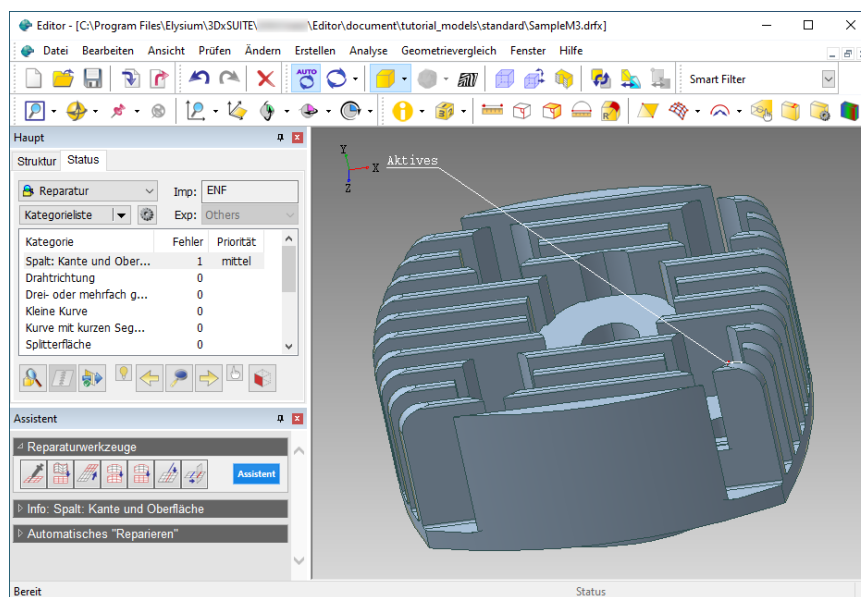 Editor - [C:\Program Files\Elysium\3DxSUITE\ \Editor\document\tutorial_models\standard\SampleM3.drfx]
Datei Bearbeiten Ansicht Prüfen Ändern Erstellen Analyse Geometrievergleich Fenster Hilfe
AUTO
Smart Filter
Haupt
Struktur Status
Reparatur Imp: ENF
Kategorieliste Exp: Others
Kategorie Fehler Priorität
Spalt: Kante und Ober... 1 mittel
Drahtrichtung 0
Drei- oder mehrfach g... 0
Kleine Kurve 0
Kurve mit kurzen Seg... 0
Splitterfläche 0
Assistent
Reparaturwerkzeuge
Assistent
Info: Spalt: Kante und Oberfläche
Automatisches "Reparieren"
Y
X
Z
Aktives
Bereit
Status